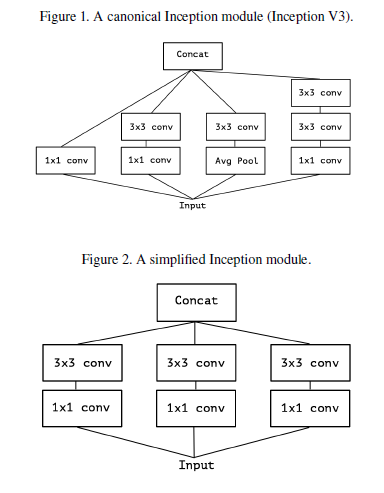 Figure 1. A canonical Inception module (Inception V3).
Concat
3x3 conv
3x3 conv
3x3 conv
3x3 conv
1x1 conv
1x1 conv
Avg Pool
1x1 conv
Input
Figure 2. A simplified Inception module.
Concat
3x3 conv
3x3 conv
3x3 conv
1x1 conv
1x1 conv
1x1 conv
Input